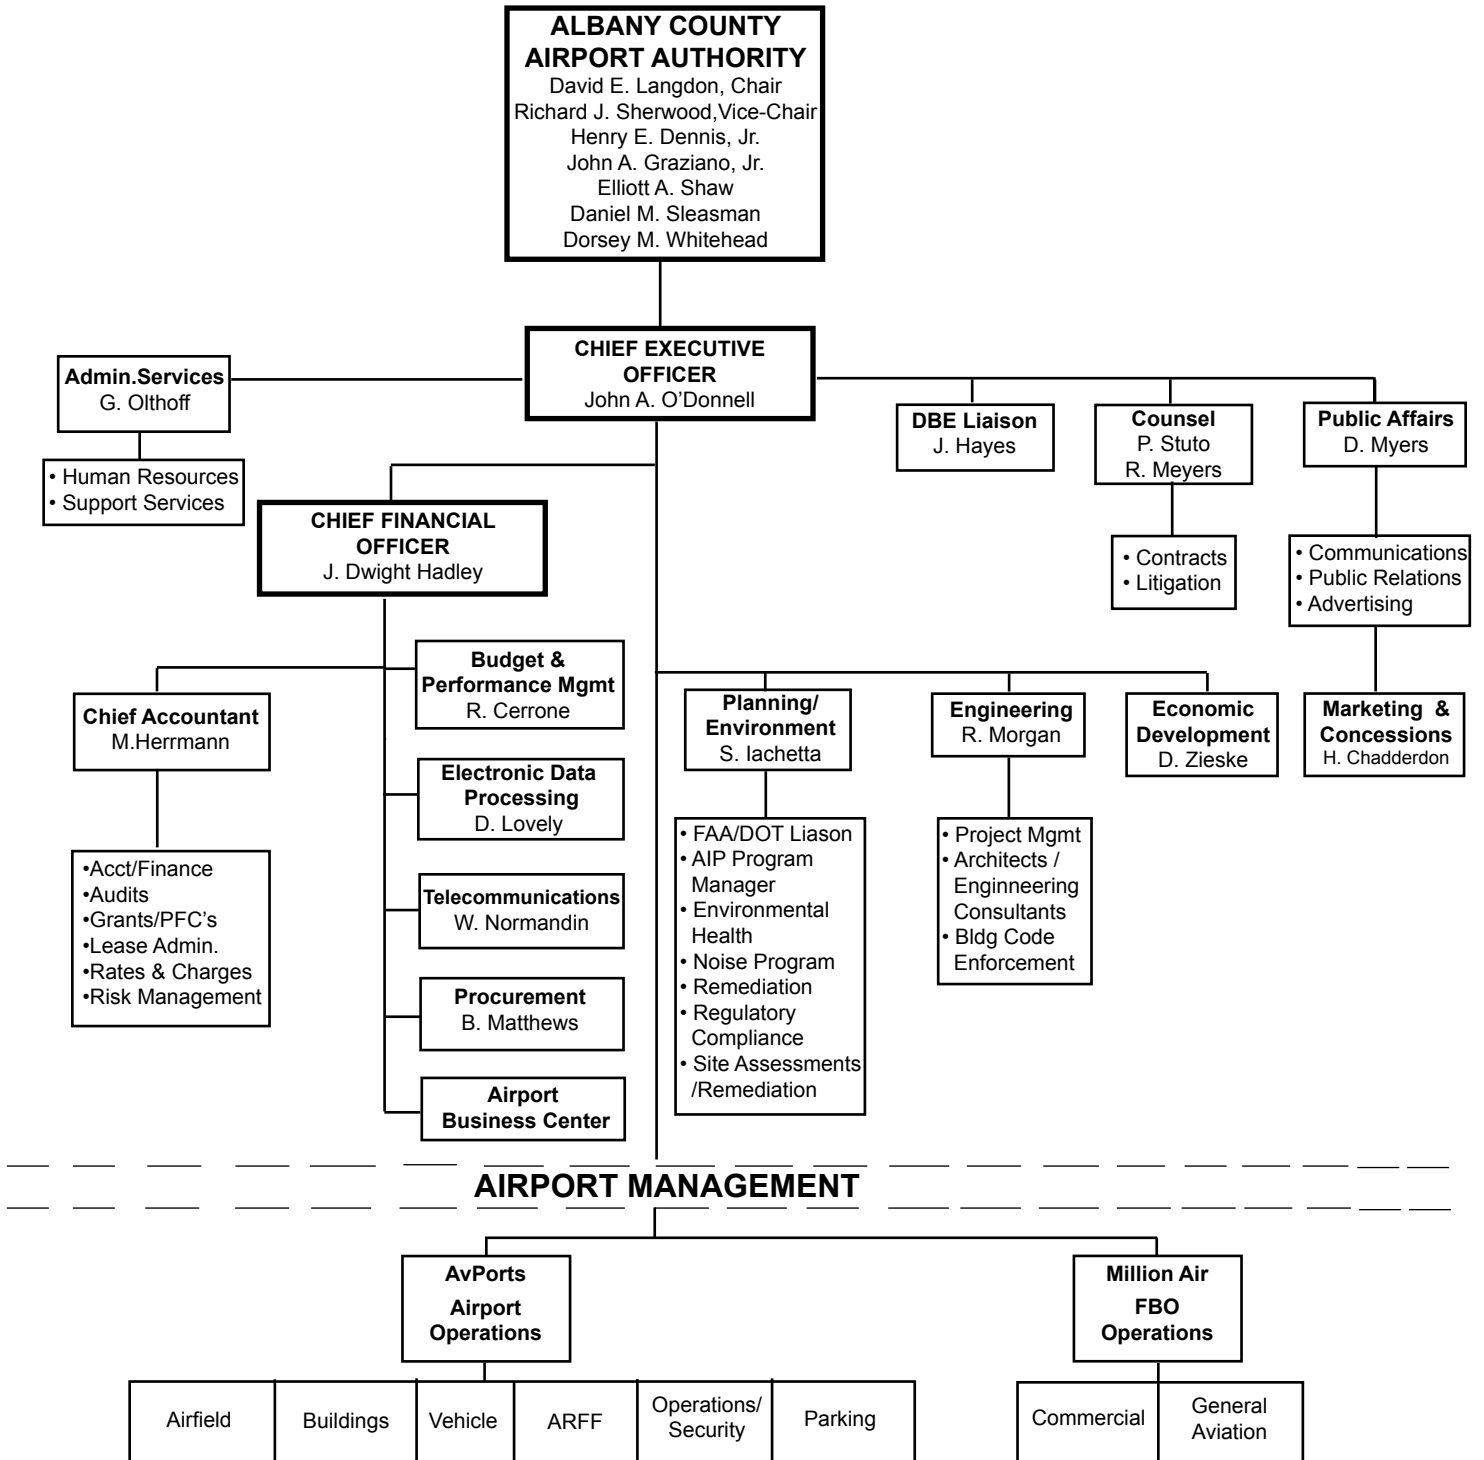 ALBANY COUNTY
AIRPORT AUTHORITY
David E. Langdon, Chair
Richard J. Sherwood,Vice-Chair
Henry E. Dennis, Jr.
John A. Graziano, Jr.
Elliott A. Shaw
Daniel M. Sleasman
Dorsey M. Whitehead
CHIEF EXECUTIVE
OFFICER
John A. O'Donnell
Admin.Services
G. Olthoff
• Human Resources
• Support Services
DBE Liaison
J. Hayes
Counsel
P. Stuto
R. Meyers
• Contracts
• Litigation
Public Affairs
D. Myers
• Communications
• Public Relations
• Advertising
Marketing &
Concessions
H. Chadderdon
CHIEF FINANCIAL
OFFICER
J. Dwight Hadley
Chief Accountant
M.Herrmann
•Acct/Finance
•Audits
•Grants/PFC's
•Lease Admin.
•Rates & Charges
•Risk Management
Budget &
Performance Mgmt
R. Cerrone
Electronic Data
Processing
D. Lovely
Telecommunications
W. Normandin
Procurement
B. Matthews
Airport
Business Center
Planning/
Environment
S. Iachetta
• FAA/DOT Liason
• AIP Program
Manager
• Environmental
Health
• Noise Program
• Remediation
• Regulatory
Compliance
• Site Assessments
/Remediation
Engineering
R. Morgan
• Project Mgmt
• Architects /
Enginneering
Consultants
• Bldg Code
Enforcement
Economic
Development
D. Zieske
AIRPORT MANAGEMENT
AvPorts
Airport
Operations
Airfield
Buildings
Vehicle
ARFF
Operations/
Security
Parking
Million Air
FBO
Operations
Commercial
General
Aviation